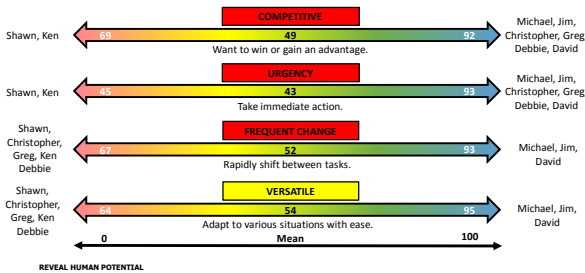 COMPETITIVE
Shawn, Ken
69 49 92
Want to win or gain an advantage.
Michael, Jim,
Christopher, Greg
Debbie, David
URGENCY
Shawn, Ken
45 43 93
Take immediate action.
Michael, Jim,
Christopher, Greg
Debbie, David
FREQUENT CHANGE
Shawn,
Christopher,
Greg, Ken
Debbie
67 52 93
Rapidly shift between tasks.
Michael, Jim,
David
VERSATILE
Shawn,
Christopher,
Greg, Ken
Debbie
64 54 95
Adapt to various situations with ease.
Michael, Jim,
David
0 Mean 100
REVEAL HUMAN POTENTIAL